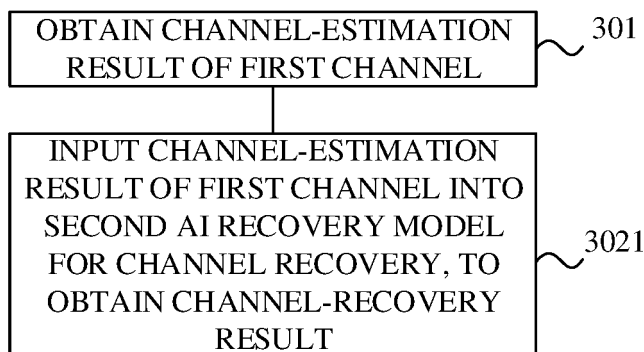 OBTAIN CHANNEL-ESTIMATION
RESULT OF FIRST CHANNEL
301
INPUT CHANNEL-ESTIMATION
RESULT OF FIRST CHANNEL INTO
SECOND AI RECOVERY MODEL
FOR CHANNEL RECOVERY, TO
OBTAIN CHANNEL-RECOVERY
RESULT
3021